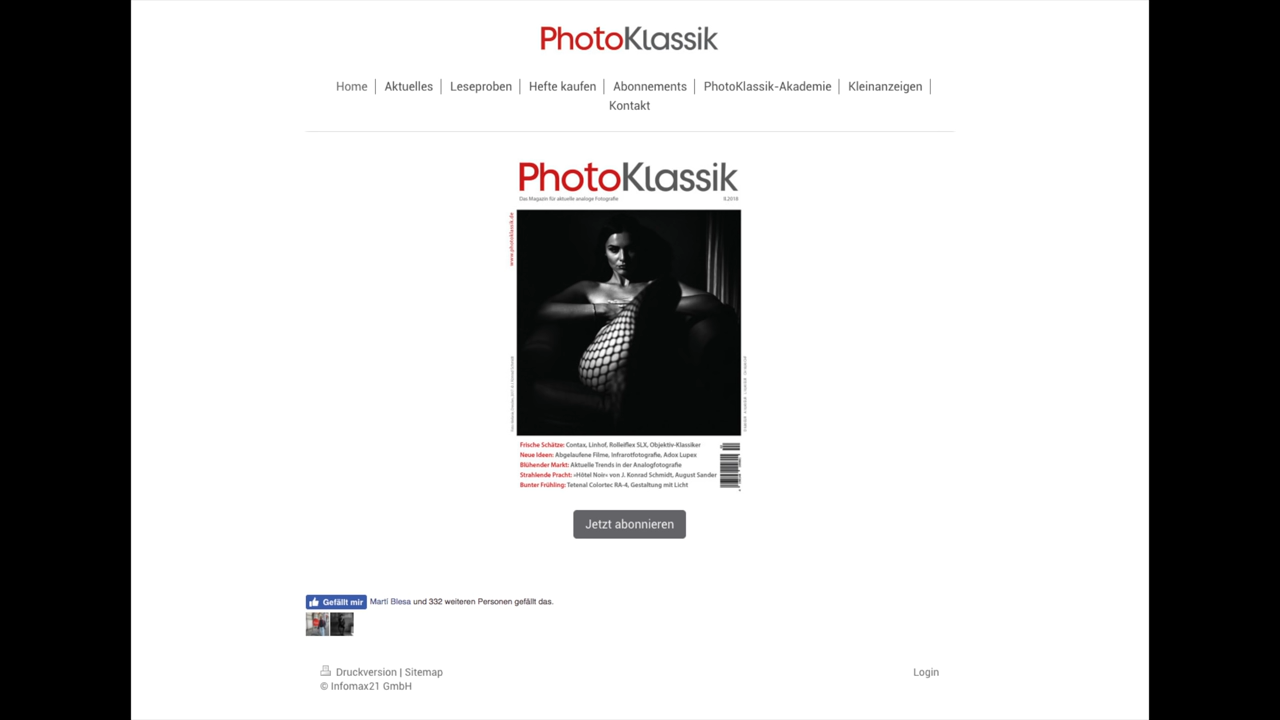 PhotoKlassik
Home
Aktuelles
Leseproben
Hefte kaufen
Abonnements
PhotoKlassik-Akademie
Kleinanzeigen
Kontakt
PhotoKlassik
Das Magazin für aktuelle analoge Fotografie
II.2018
www.photoklassik.de
Frische Schätze: Contax, Linhof, Rolleiflex SLX, Objektiv-Klassiker
Neue Ideen: Abgelaufene Filme, Infrarotfotografie, Adox Lupex
Blühender Markt: Aktuelle Trends in der Analogfotografie
Strahlende Pracht: »Hôtel Noir« von J. Konrad Schmidt, August Sander
Bunter Frühling: Tetenal Colortec RA-4, Gestaltung mit Licht
Jetzt abonnieren
Gefällt mir
Martí Blesa und 332 weiteren Personen gefällt das.
Druckversion | Sitemap
Login
© Infomax21 GmbH